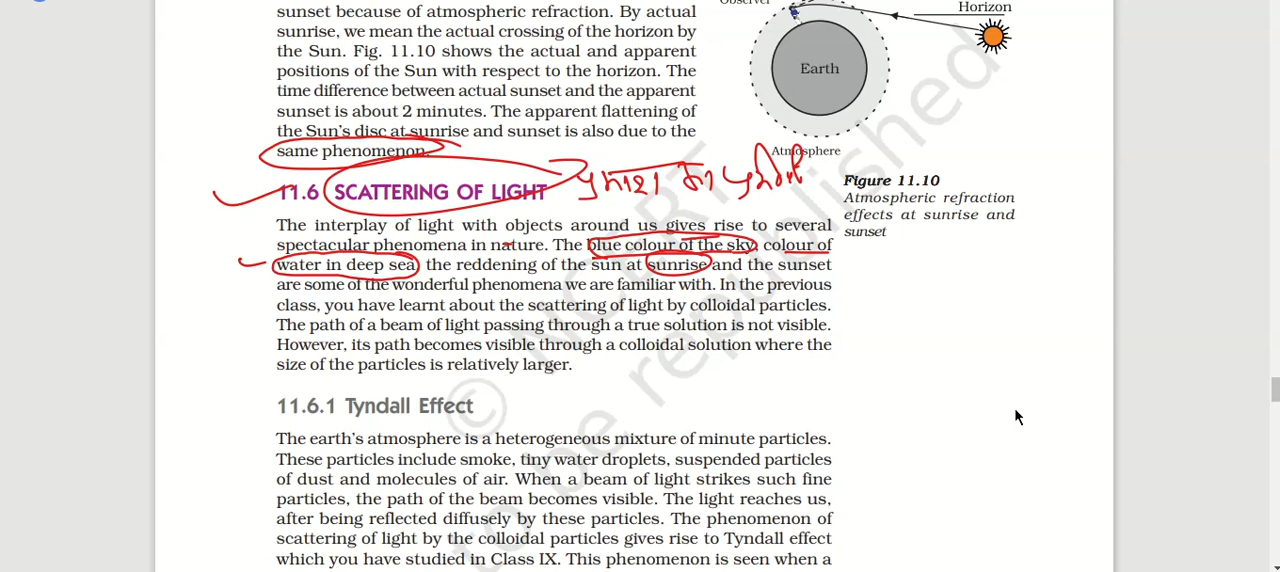 sunset because of atmospheric refraction. By actual
sunrise, we mean the actual crossing of the horizon by
the Sun. Fig. 11.10 shows the actual and apparent
positions of the Sun with respect to the horizon. The
time difference between actual sunset and the apparent
sunset is about 2 minutes. The apparent flattening of
the Sun's disc at sunrise and sunset is also due to the
same phenomenon.
Observer
Horizon
Earth
Atmosphere
Figure 11.10
Atmospheric refraction
effects at sunrise and
sunset
11.6 SCATTERING OF LIGHT
The interplay of light with objects around us gives rise to several
spectacular phenomena in nature. The blue colour of the sky, colour of
water in deep sea, the reddening of the sun at sunrise and the sunset
are some of the wonderful phenomena we are familiar with. In the previous
class, you have learnt about the scattering of light by colloidal particles.
The path of a beam of light passing through a true solution is not visible.
However, its path becomes visible through a colloidal solution where the
size of the particles is relatively larger.
11.6.1 Tyndall Effect
The earth's atmosphere is a heterogeneous mixture of minute particles.
These particles include smoke, tiny water droplets, suspended particles
of dust and molecules of air. When a beam of light strikes such fine
particles, the path of the beam becomes visible. The light reaches us,
after being reflected diffusely by these particles. The phenomenon of
scattering of light by the colloidal particles gives rise to Tyndall effect
which you have studied in Class IX. This phenomenon is seen when a
© NCERT
to be republished